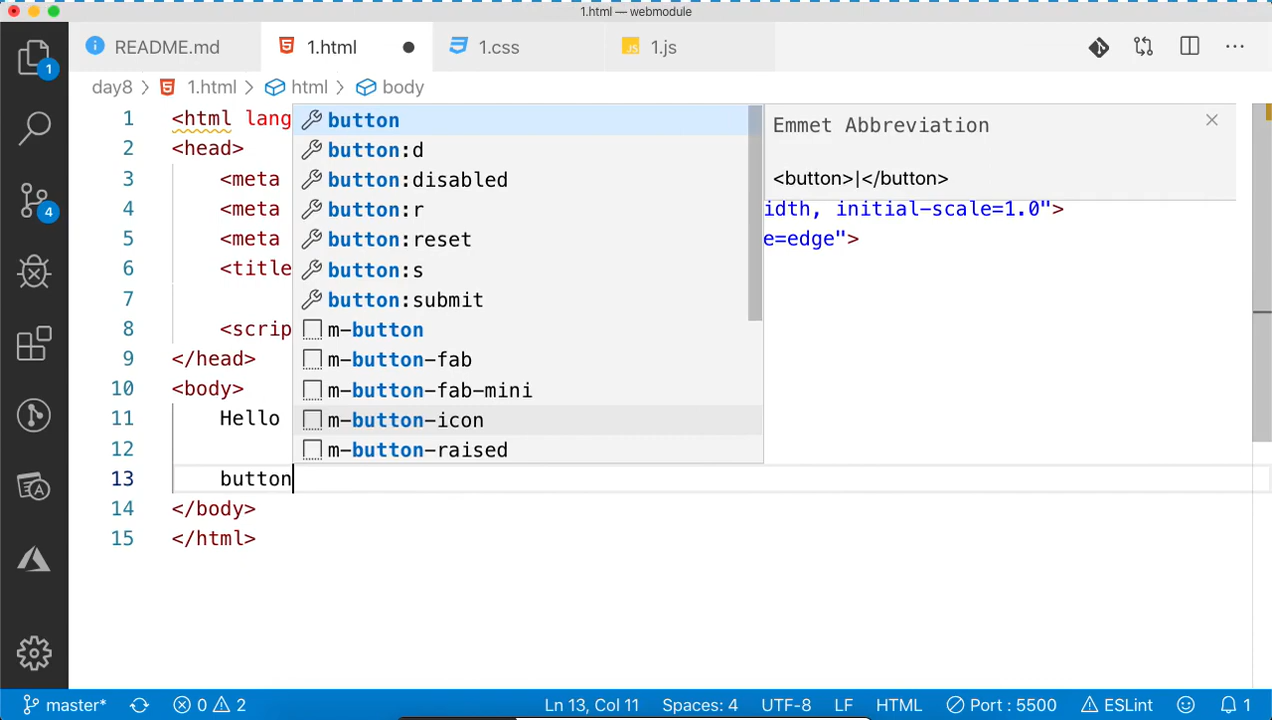 1.html — webmodule
README.md 1.html 1.css JS 1.js
day8 > 1.html > html > body
1 <html lang
2 <head>
3 <meta
4 <meta
5 <meta
6 <title
7
8 <scrip
9 </head>
10 <body>
11 Hello
12
13 button
14 </body>
15 </html>
button
button:d
button:disabled
button:r
button:reset
button:s
button:submit
m-button
m-button-fab
m-button-fab-mini
m-button-icon
m-button-raised
Emmet Abbreviation
<button>|</button>
idth, initial-scale=1.0">
e=edge">
1
4
master* 0 2 Ln 13, Col 11 Spaces: 4 UTF-8 LF HTML Port : 5500 ESLint 1